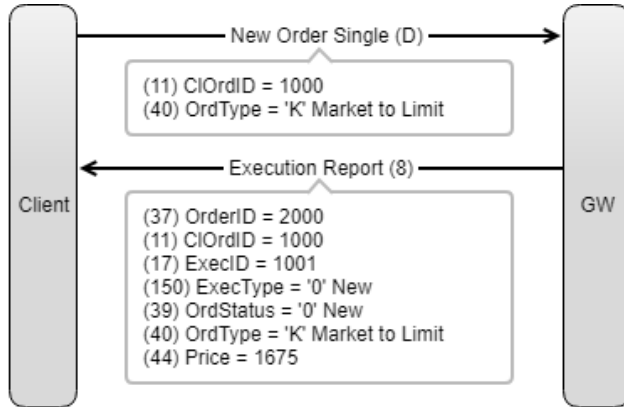 New Order Single (D)
(11) ClOrdID = 1000
(40) OrdType = 'K' Market to Limit
Execution Report (8)
Client
GW
(37) OrderID = 2000
(11) ClOrdID = 1000
(17) ExecID = 1001
(150) ExecType = '0' New
(39) OrdStatus = '0' New
(40) OrdType = 'K' Market to Limit
(44) Price = 1675